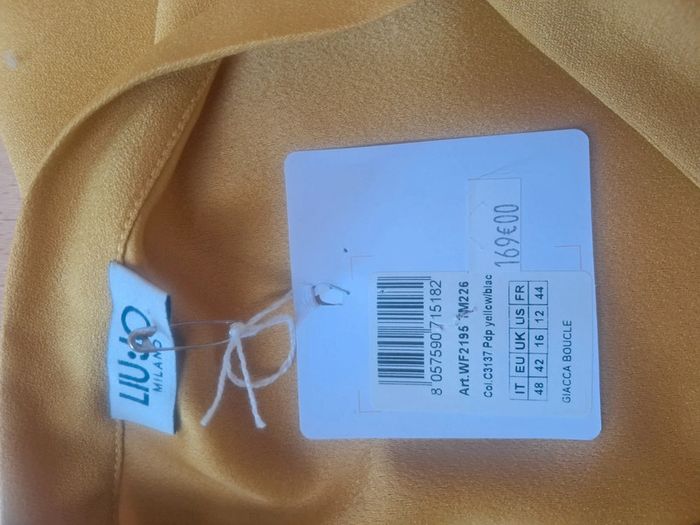 LIU·JO
MILANO
169€00
8 057590 715182
Art.WF2195 TM226
Col.C3137 Pdp yellow/blac
IT EU UK US FR
48 42 16 12 44
GIACCA BOUCLE